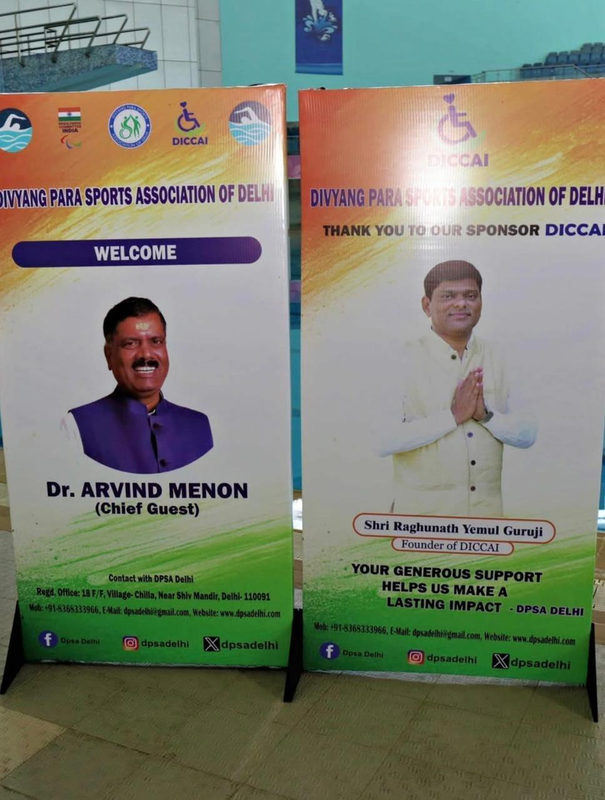 INDIA
DICCAI
DIVYANG PARA SPORTS ASSOCIATION OF DELHI
WELCOME
Dr. ARVIND MENON
(Chief Guest)
Contact with DPSA Delhi
Regd. Office: 18 F/F, Village- Chilla, Near Shiv Mandir, Delhi- 110091
Mob: +91-8368333966, E-Mail: dpsadelhi@gmail.com, Website: www.dpsadelhi.com
Dpsa Delhi dpsadelhi dpsadelhi
DICCAI
DIVYANG PARA SPORTS ASSOCIATION OF DELHI
THANK YOU TO OUR SPONSOR DICCAI
Shri Raghunath Yemul Guruji
Founder of DICCAI
YOUR GENEROUS SUPPORT
HELPS US MAKE A
LASTING IMPACT - DPSA DELHI
Mob: +91-8368333966, E-Mail: dpsadelhi@gmail.com, Website: www.dpsadelhi.com
Dpsa Delhi dpsadelhi dpsadelhi